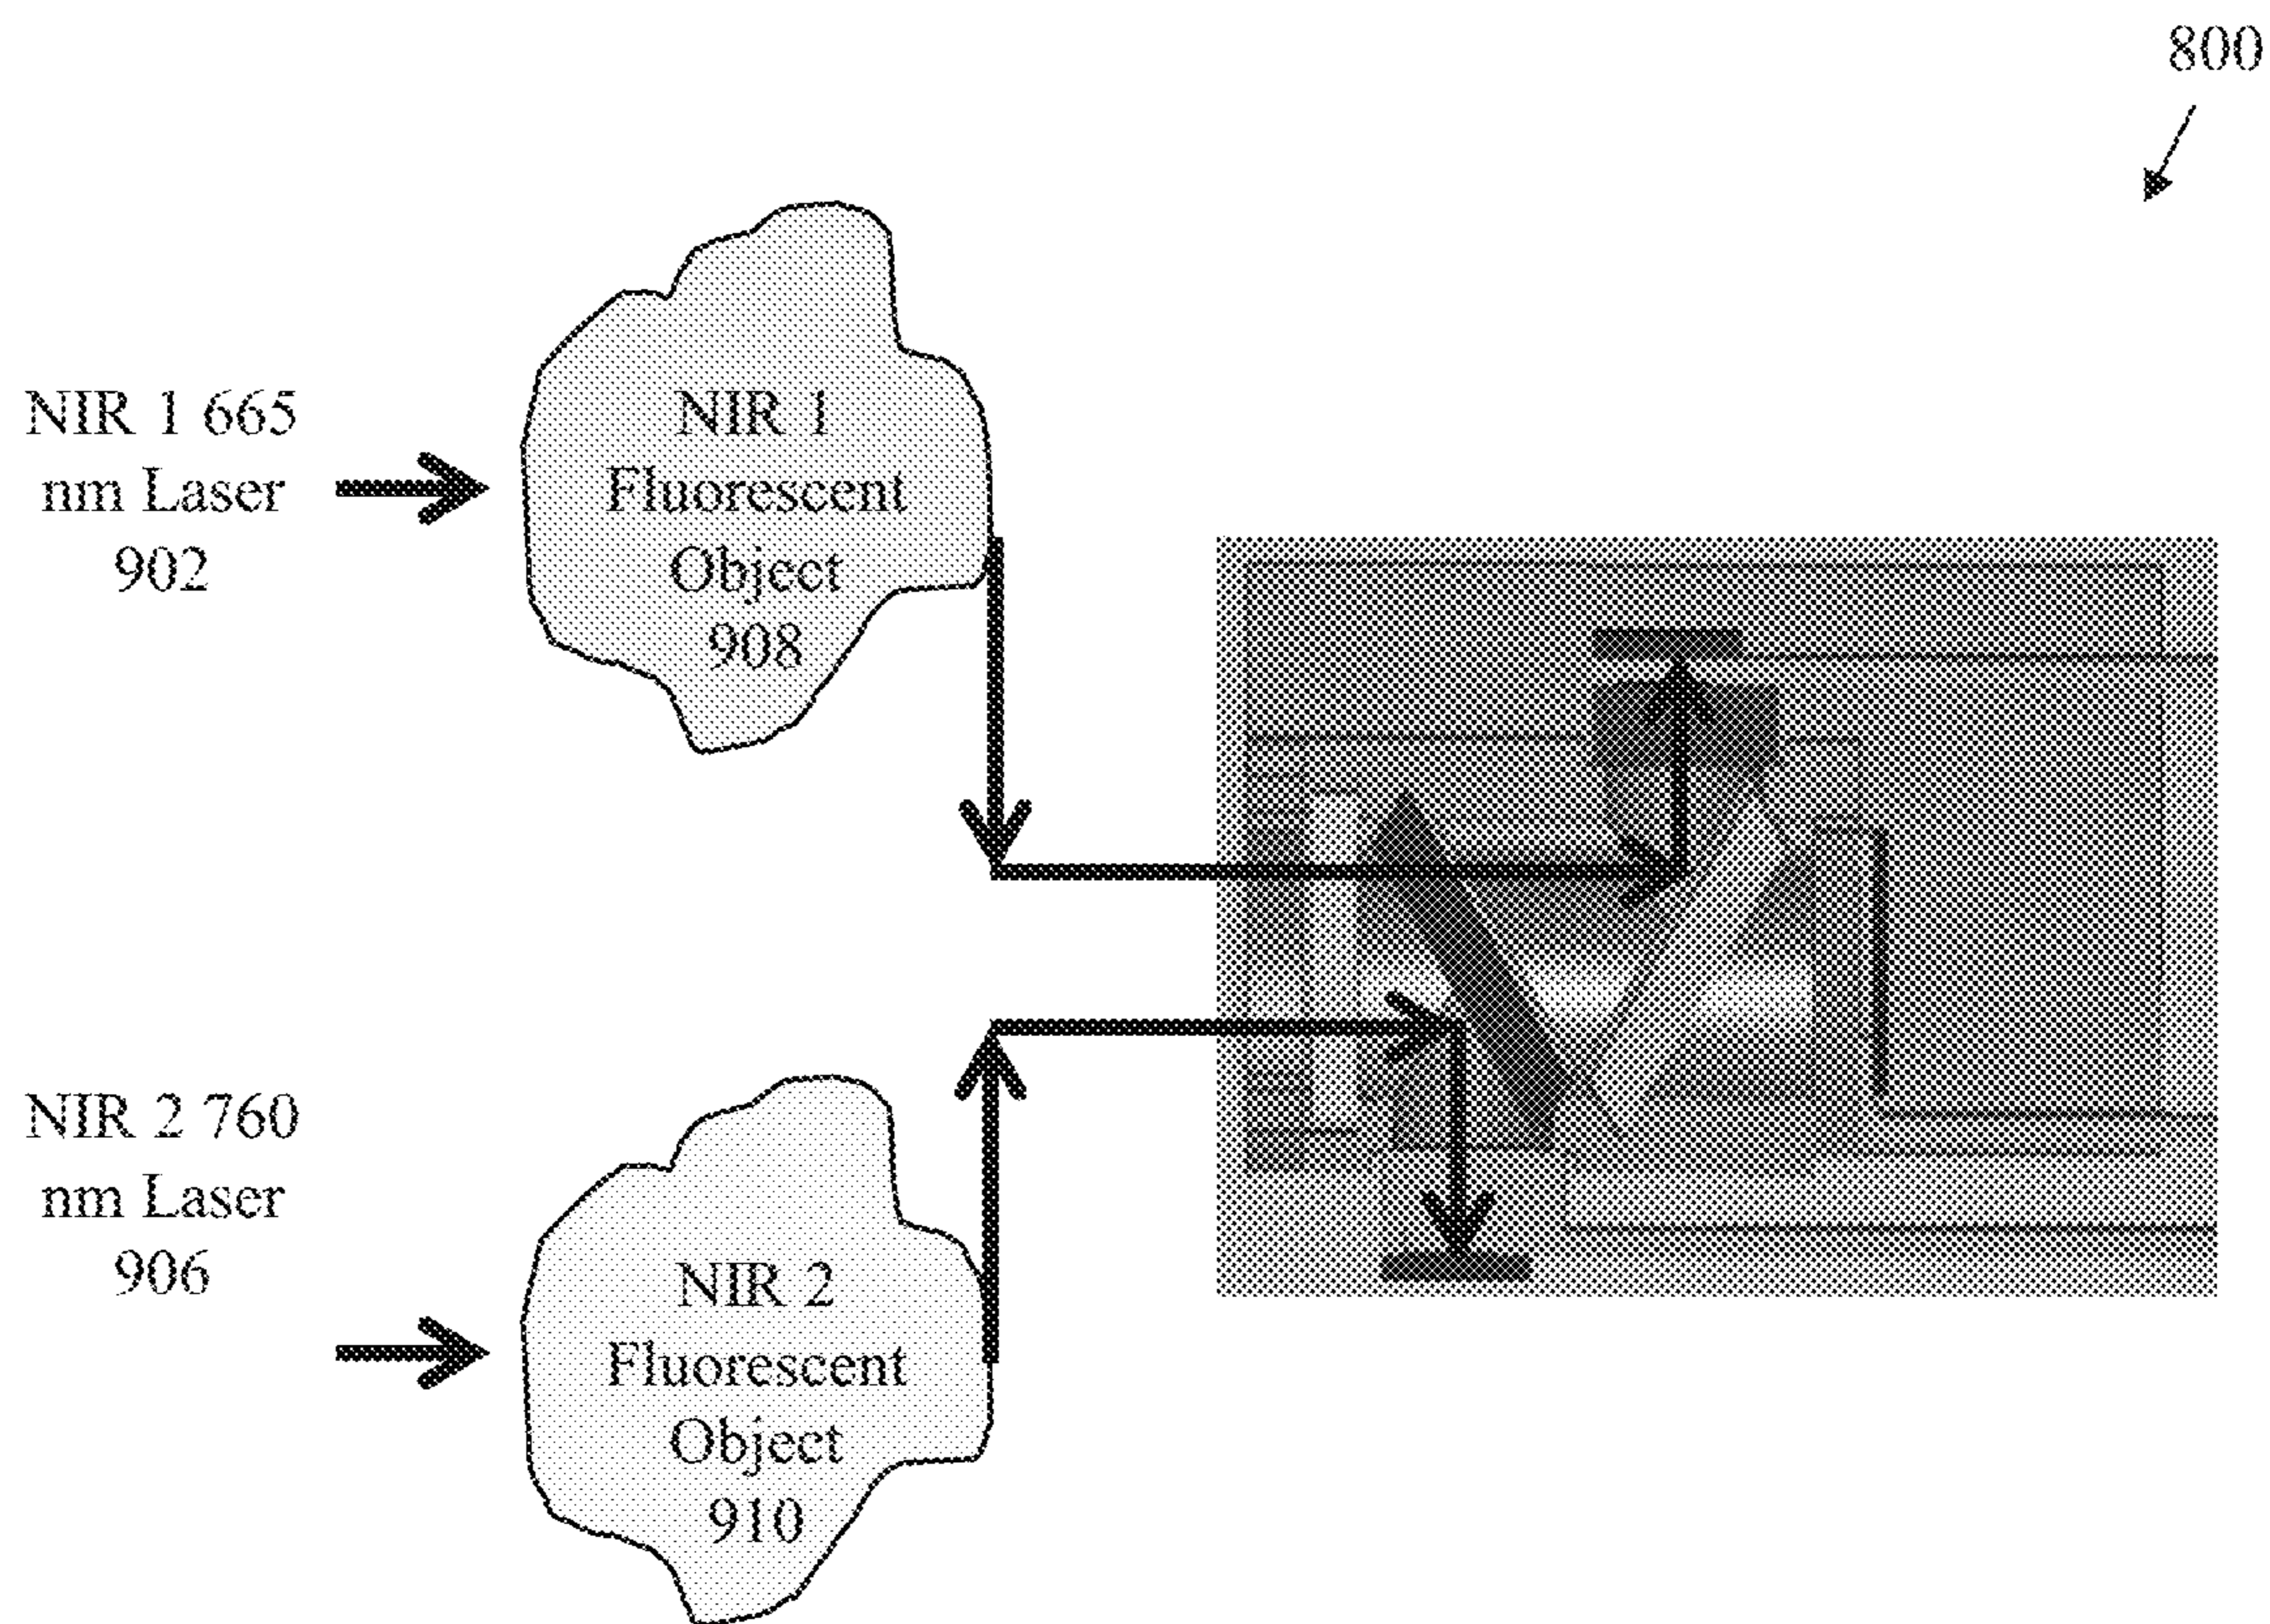 800
NIR 1 665
nm Laser
902
NIR 1
Fluorescent
Object
908
NIR 2 760
nm Laser
906
NIR 2
Fluorescent
Object
910